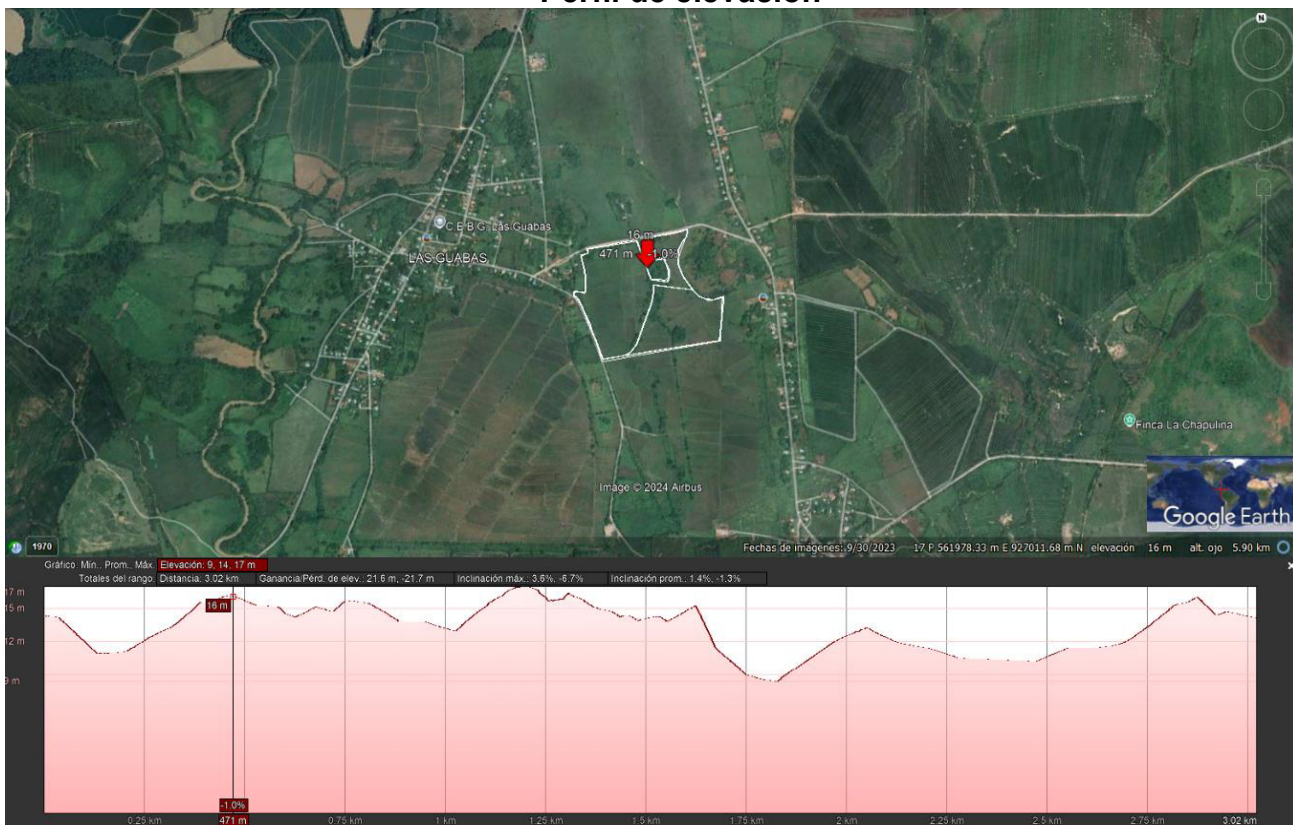 Perfil de elevación
N
C.E.B.G. Las Guabas
LAS GUABAS
16 m
471 m -1.0%
Finca La Chapulina
Image © 2024 Airbus
Google Earth
1970
Fechas de imágenes: 9/30/2023 17 P 561978.33 m E 927011.68 m N elevación 16 m alt. ojo 5.90 km
Gráfico: Mín., Prom., Máx. Elevación: 9, 14, 17 m
Totales del rango: Distancia: 3.02 km Ganancia/Pérd. de elev.: 21.6 m, -21.7 m Inclinación máx.: 3.6%, -6.7% Inclinación prom.: 1.4%, -1.3%
17 m
15 m
16 m
12 m
9 m
-1.0%
0.25 km 471 m 0.75 km 1 km 1.25 km 1.5 km 1.75 km 2 km 2.25 km 2.5 km 2.75 km 3.02 km